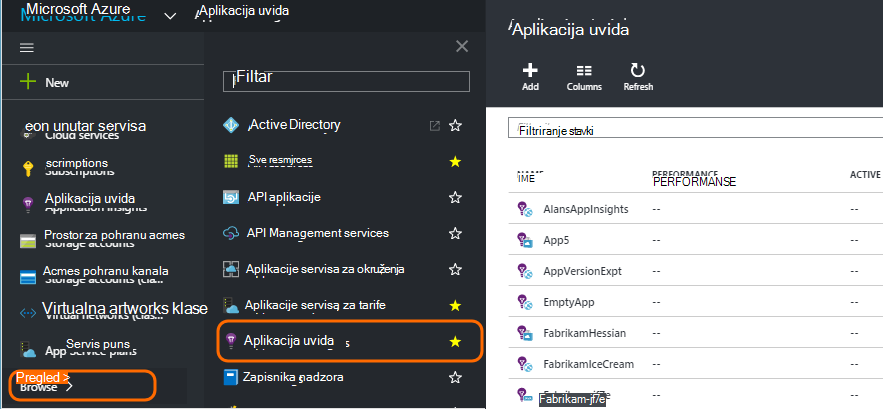 Microsoft Azure
Aplikacija uvida
New
eon unutar servisa
Cloud services
scrimptions
Subscriptions
Aplikacija uvida
Application Insights
Prostor za pohranu acmes
Storage accounts
Acmes pohranu kanala
Storage accounts (clas...
Virtualna artworks klase
Virtual networks (clas...
Servis puns
App Service plans
Pregled >
Browse >
Filtar
Active Directory
Sve resmjrces
API aplikacije
API Management services
Aplikacije servisa za okruženja
Aplikacije servisa za tarife
Aplikacija uvida
Zapisnika nadzora
Aplikacija uvida
Add
Columns
Refresh
Filtriranje stavki
NAME
IME
PERFORMANCE
PERFORMANSE
ACTIVE
AlansAppInsights -- --
App5 -- --
AppVersionExpt -- --
EmptyApp -- --
FabrikamHessian -- --
FabrikamIceCream -- --
Fabrikam-jf7e -- --